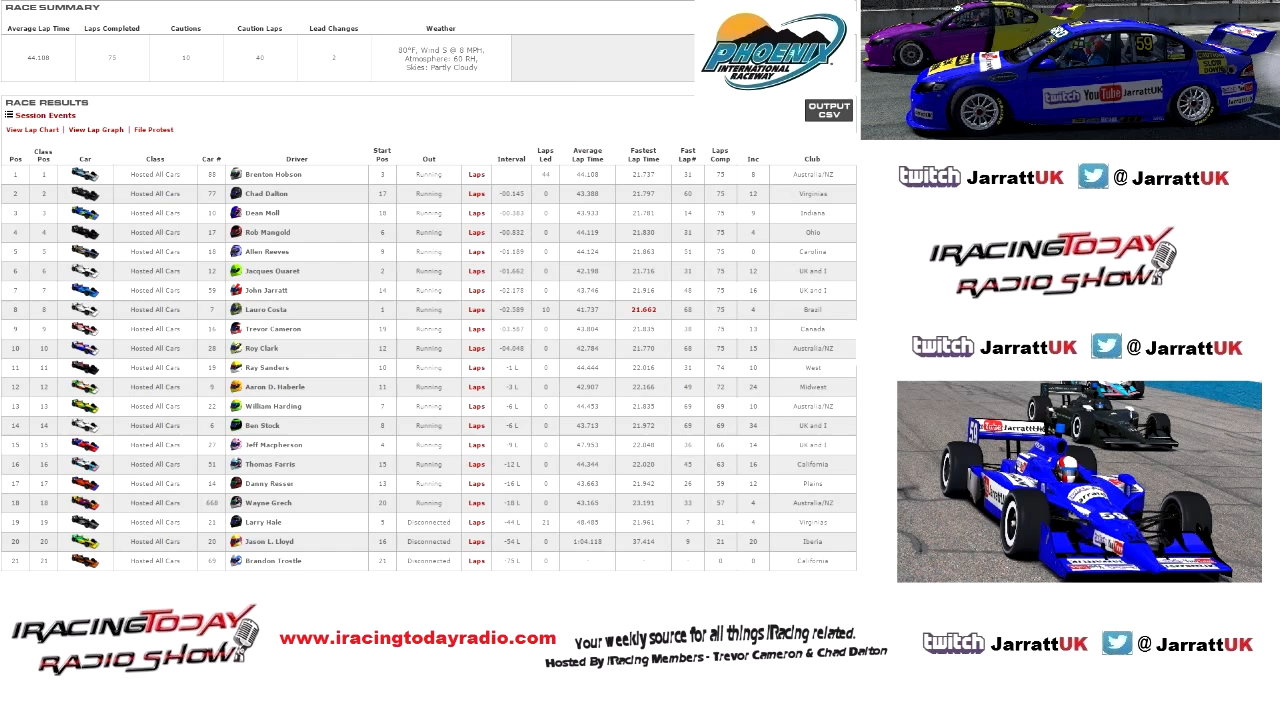 RACE SUMMARY
Average Lap Time Laps Completed Cautions Caution Laps Lead Changes Weather
44.108 75 10 40 2 80°F, Wind S @ 8 MPH, Atmosphere: 60 RH, Skies: Partly Cloudy
PHOENIX
INTERNATIONAL
RACEWAY
RACE RESULTS
Session Events
OUTPUT CSV
View Lap Chart | View Lap Graph | File Protest
Pos Class Pos Car Class Car # Driver Start Pos Out Interval Laps Led Average Lap Time Fastest Lap Time Fast Lap# Laps Comp Inc Club
1 1 Hosted All Cars 88 Brenton Hobson Running Laps 44 44.108 21.737 31 75 8 Australia/NZ
2 2 Hosted All Cars 77 Chad Dalton 17 Running Laps -00.145 0 43.388 21.797 60 75 12 Virginias
3 3 Hosted All Cars 10 Dean Moll 18 Running Laps -00.383 0 43.933 21.781 14 75 9 Indiana
4 4 Hosted All Cars 17 Rob Mangold 6 Running Laps -00.832 0 44.119 21.830 31 75 4 Ohio
5 5 Hosted All Cars 18 Allen Reeves Running Laps -01.189 0 44.124 21.863 51 75 0 Carolina
6 6 Hosted All Cars 12 Jacques Quaret 2 Running Laps -01.662 0 42.198 21.716 31 75 12 UK and I
7 7 Hosted All Cars 59 John Jarratt 7 Running Laps -02.178 0 43.746 21.916 48 75 16 UK and I
8 8 Hosted All Cars 7 Lauro Costa 1 Running Laps -02.589 10 41.737 21.662 68 75 4 Brazil
9 9 Hosted All Cars 16 Trevor Cameron 19 Running Laps -03.587 0 43.804 21.835 38 75 13 Canada
10 10 Hosted All Cars 28 Roy Clark 12 Running Laps -04.048 0 42.784 21.770 68 75 15 Australia/NZ
11 11 Hosted All Cars 19 Ray Sanders 10 Running Laps -1 L 0 44.444 22.016 31 74 10 West
12 12 Hosted All Cars 9 Aaron D. Haberle 11 Running Laps -3 L 0 42.907 22.166 49 72 24 Midwest
13 13 Hosted All Cars 22 William Harding Running Laps -6 L 0 44.453 21.835 69 69 10 Australia/NZ
14 14 Hosted All Cars 6 Ben Stock Running Laps -6 L 0 43.713 21.972 69 69 34 UK and I
15 15 Hosted All Cars 27 Jeff Macpherson Running Laps -9 L 0 47.953 22.048 36 66 14 UK and I
16 16 Hosted All Cars 51 Thomas Farris 15 Running Laps -12 L 0 44.344 22.020 45 63 16 California
17 17 Hosted All Cars 14 Danny Resser Running Laps -16 L 0 43.663 21.942 26 59 12 Plains
18 18 Hosted All Cars 668 Wayne Grech Running Laps -18 L 0 43.165 22.191 33 57 4 Australia/NZ
19 19 Hosted All Cars 21 Larry Hale Disconnected Laps -44 L 21 48.485 21.961 7 31 4 Virginias
20 20 Hosted All Cars 20 Jason L. Lloyd 16 Disconnected Laps -54 L 0 1:04.118 37.414 9 21 20 Iberia
21 21 Hosted All Cars 69 Brandon Trostle Disconnected Laps 0 0 California
59
CAUTION
SLOW
twitch YouTube JarrattUK
twitch JarrattUK @JarrattUK
IRACINGTODAY
RADIO SHOW
twitch JarrattUK @JarrattUK
59 YouTube JarrattUK
59
IRACINGTODAY
RADIO SHOW
www.iracingtodayradio.com
Your weekly source for all things IRacing related.
Hosted By IRacing Members - Trevor Cameron & Chad Dalton
twitch JarrattUK @JarrattUK